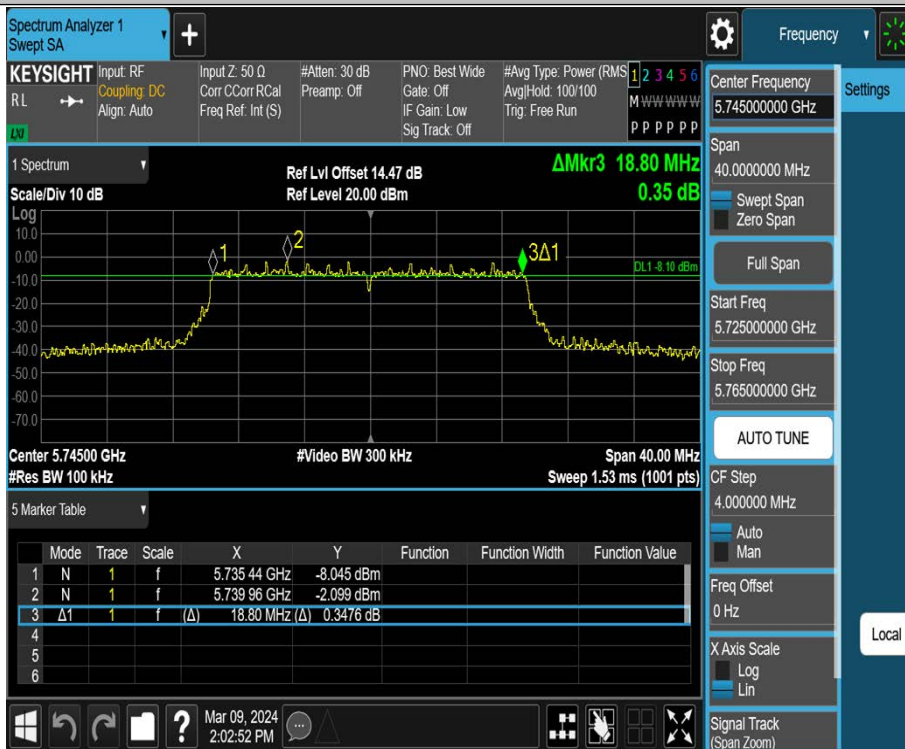 Spectrum Analyzer 1
Swept SA
+
Frequency
KEYSIGHT
RL
LXI
Input: RF
Coupling: DC
Align: Auto
Input Z: 50 Ω
Corr CCorr RCal
Freq Ref: Int (S)
#Atten: 30 dB
Preamp: Off
PNO: Best Wide
Gate: Off
IF Gain: Low
Sig Track: Off
#Avg Type: Power (RMS
Avg|Hold: 100/100
Trig: Free Run
1 2 3 4 5 6
M W W W W W
P P P P P P
Center Frequency
5.745000000 GHz
Settings
1 Spectrum
Scale/Div 10 dB
Ref Lvl Offset 14.47 dB
Ref Level 20.00 dBm
ΔMkr3 18.80 MHz
0.35 dB
Log
10.0
0.00
-10.0
-20.0
-30.0
-40.0
-50.0
-60.0
-70.0
1
2
3Δ1
DL1 -8.10 dBm
Center 5.74500 GHz
#Res BW 100 kHz
#Video BW 300 kHz
Span 40.00 MHz
Sweep 1.53 ms (1001 pts)
Span
40.0000000 MHz
Swept Span
Zero Span
Full Span
Start Freq
5.725000000 GHz
Stop Freq
5.765000000 GHz
AUTO TUNE
CF Step
4.000000 MHz
Auto
Man
Freq Offset
0 Hz
X Axis Scale
Log
Lin
Signal Track
(Span Zoom)
Local
5 Marker Table
Mode Trace Scale X Y Function Function Width Function Value
1 N 1 f 5.735 44 GHz -8.045 dBm
2 N 1 f 5.739 96 GHz -2.099 dBm
3 Δ1 1 f (Δ) 18.80 MHz (Δ) 0.3476 dB
4
5
6
?
Mar 09, 2024
2:02:52 PM